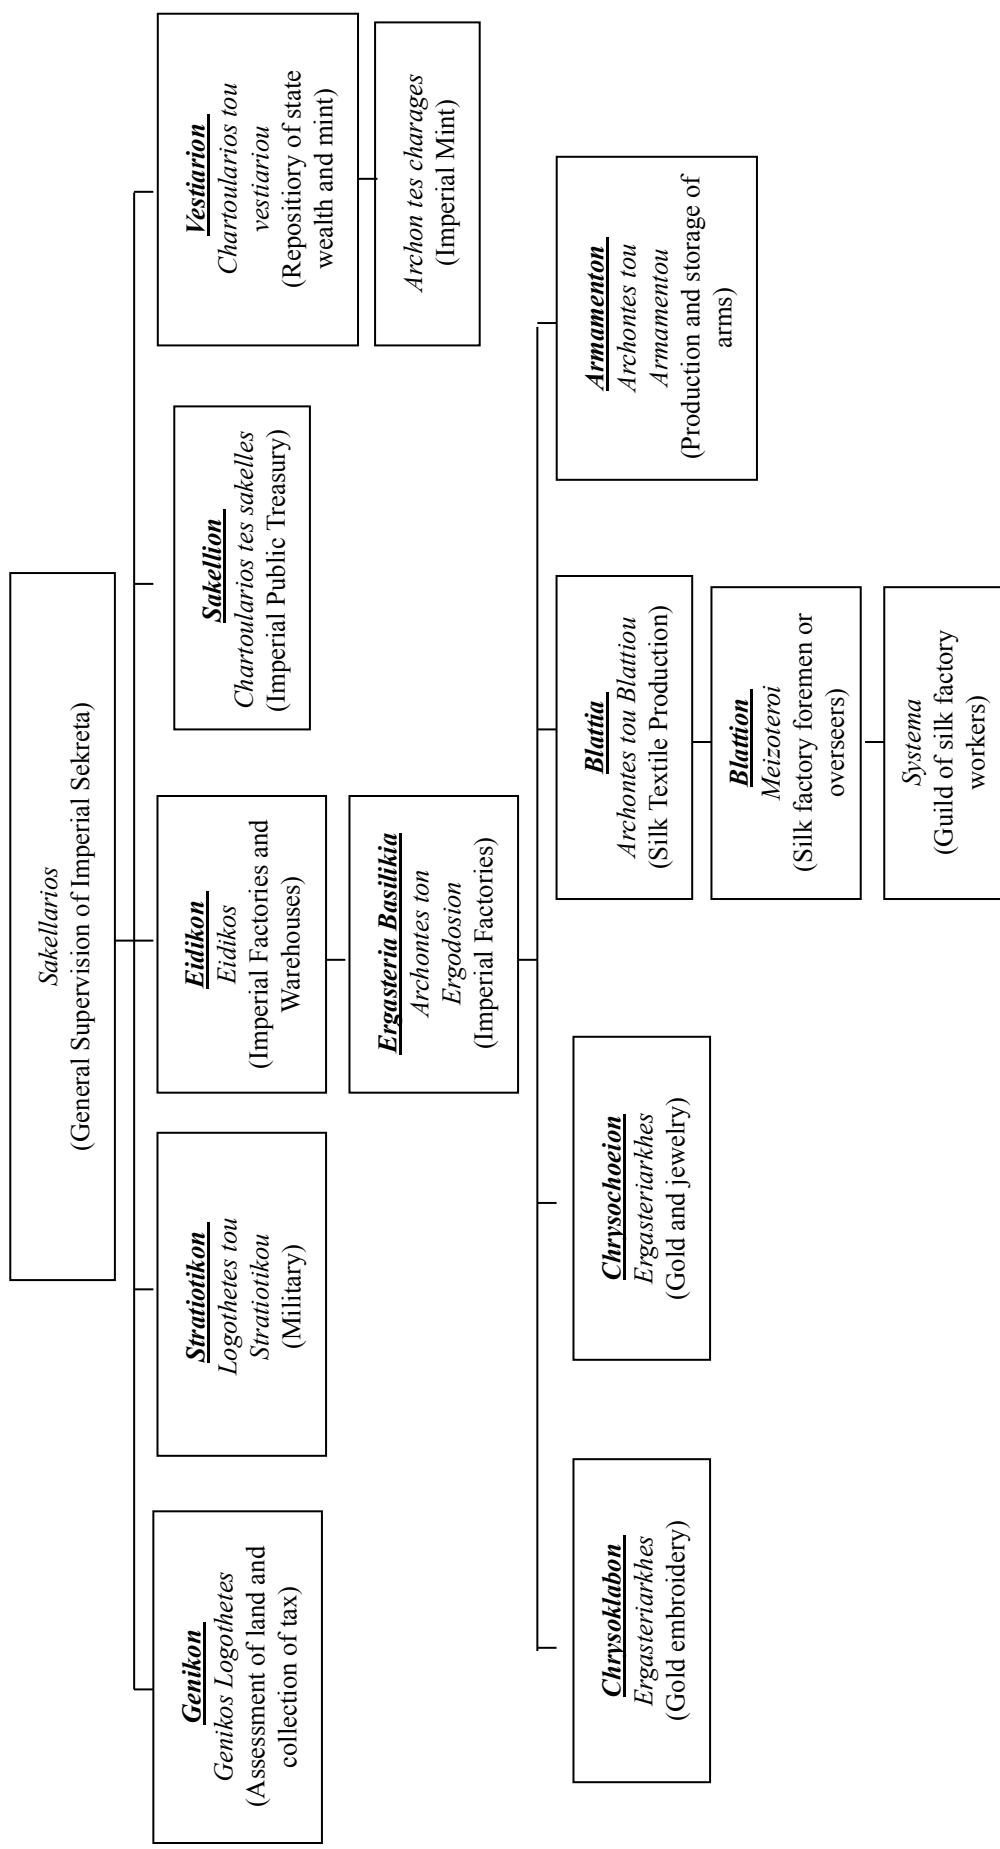 Sakellarios
(General Supervision of Imperial Sekreta)
Genikon
Genikos Logothetes
(Assessment of land and
collection of tax)
Stratiotikon
Logothetes tou
Stratiotikou
(Military)
Eidikon
Eidikos
(Imperial Factories and
Warehouses)
Sakellion
Chartoularios tes sakelles
(Imperial Public Treasury)
Vestiarion
Chartoularios tou
vestiariou
(Repositiory of state
wealth and mint)
Ergasteria Basilikia
Archontes ton
Ergodosion
(Imperial Factories)
Archon tes charages
(Imperial Mint)
Chrysoklabon
Ergasteriarkhes
(Gold embroidery)
Chrysochoeion
Ergasteriarkhes
(Gold and jewelry)
Blattia
Archontes tou Blattiou
(Silk Textile Production)
Armamenton
Archontes tou
Armamentou
(Production and storage of
arms)
Blattion
Meizoteroi
(Silk factory foremen or
overseers)
Systema
(Guild of silk factory
workers)